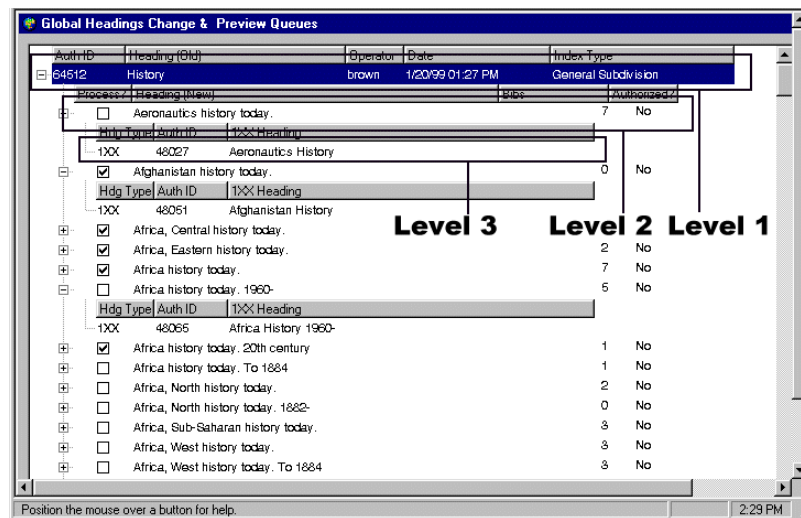 Global Headings Change & Preview Queues
Auth ID Heading (Old) Operator Date Index Type
64512 History brown 1/20/99 01:27 PM General Subdivision
Process? Heading (New) Bibs Authorized?
Aeronautics history today. 7 No
Hdg Type Auth ID 1XX Heading
1XX 48027 Aeronautics History
Afghanistan history today. 0 No
Hdg Type Auth ID 1XX Heading
1XX 48051 Afghanistan History
Africa, Central history today.
Level 3 Level 2 Level 1
Africa, Eastern history today. 2 No
Africa history today. 7 No
Africa history today. 1960- 5 No
Hdg Type Auth ID 1XX Heading
1XX 48065 Africa History 1960-
Africa history today. 20th century 1 No
Africa history today. To 1884 1 No
Africa, North history today. 2 No
Africa, North history today. 1882- 0 No
Africa, Sub-Saharan history today. 3 No
Africa, West history today. 3 No
Africa, West history today. To 1884 3 No
Position the mouse over a button for help. 2:29 PM